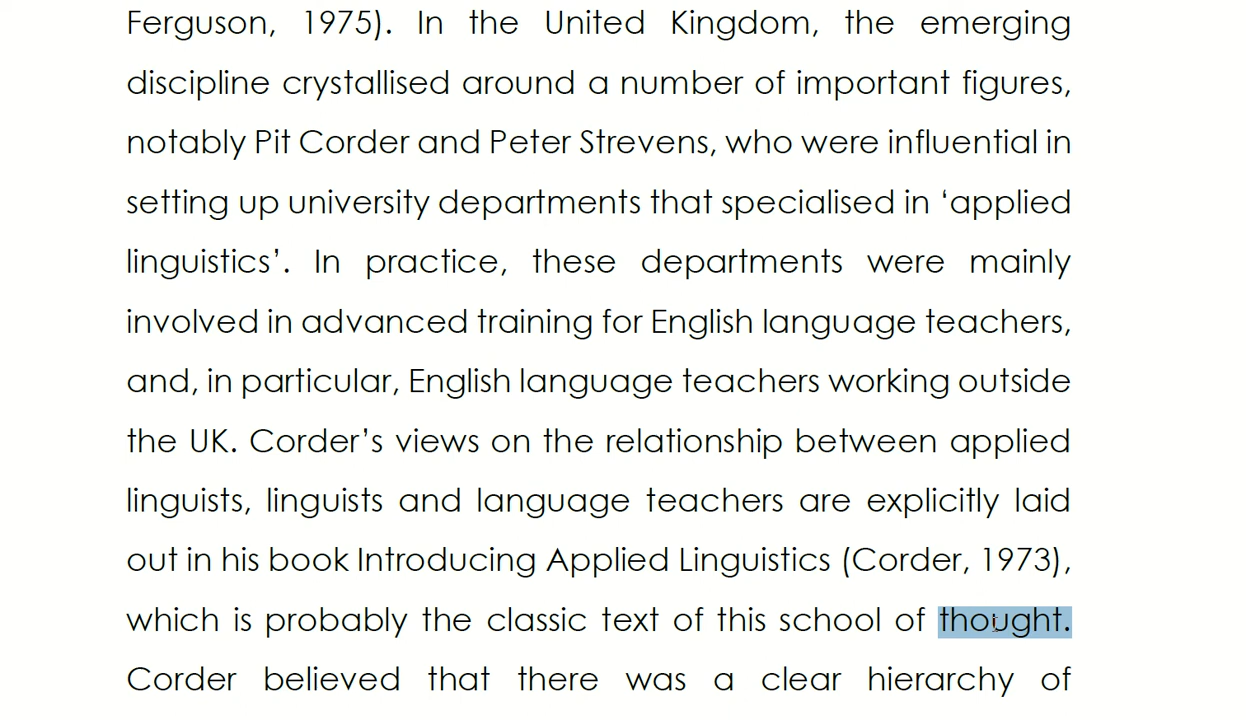 Ferguson, 1975). In the United Kingdom, the emerging
discipline crystallised around a number of important figures,
notably Pit Corder and Peter Strevens, who were influential in
setting up university departments that specialised in ‘applied
linguistics’. In practice, these departments were mainly
involved in advanced training for English language teachers,
and, in particular, English language teachers working outside
the UK. Corder’s views on the relationship between applied
linguists, linguists and language teachers are explicitly laid
out in his book Introducing Applied Linguistics (Corder, 1973),
which is probably the classic text of this school of thought.
Corder believed that there was a clear hierarchy of